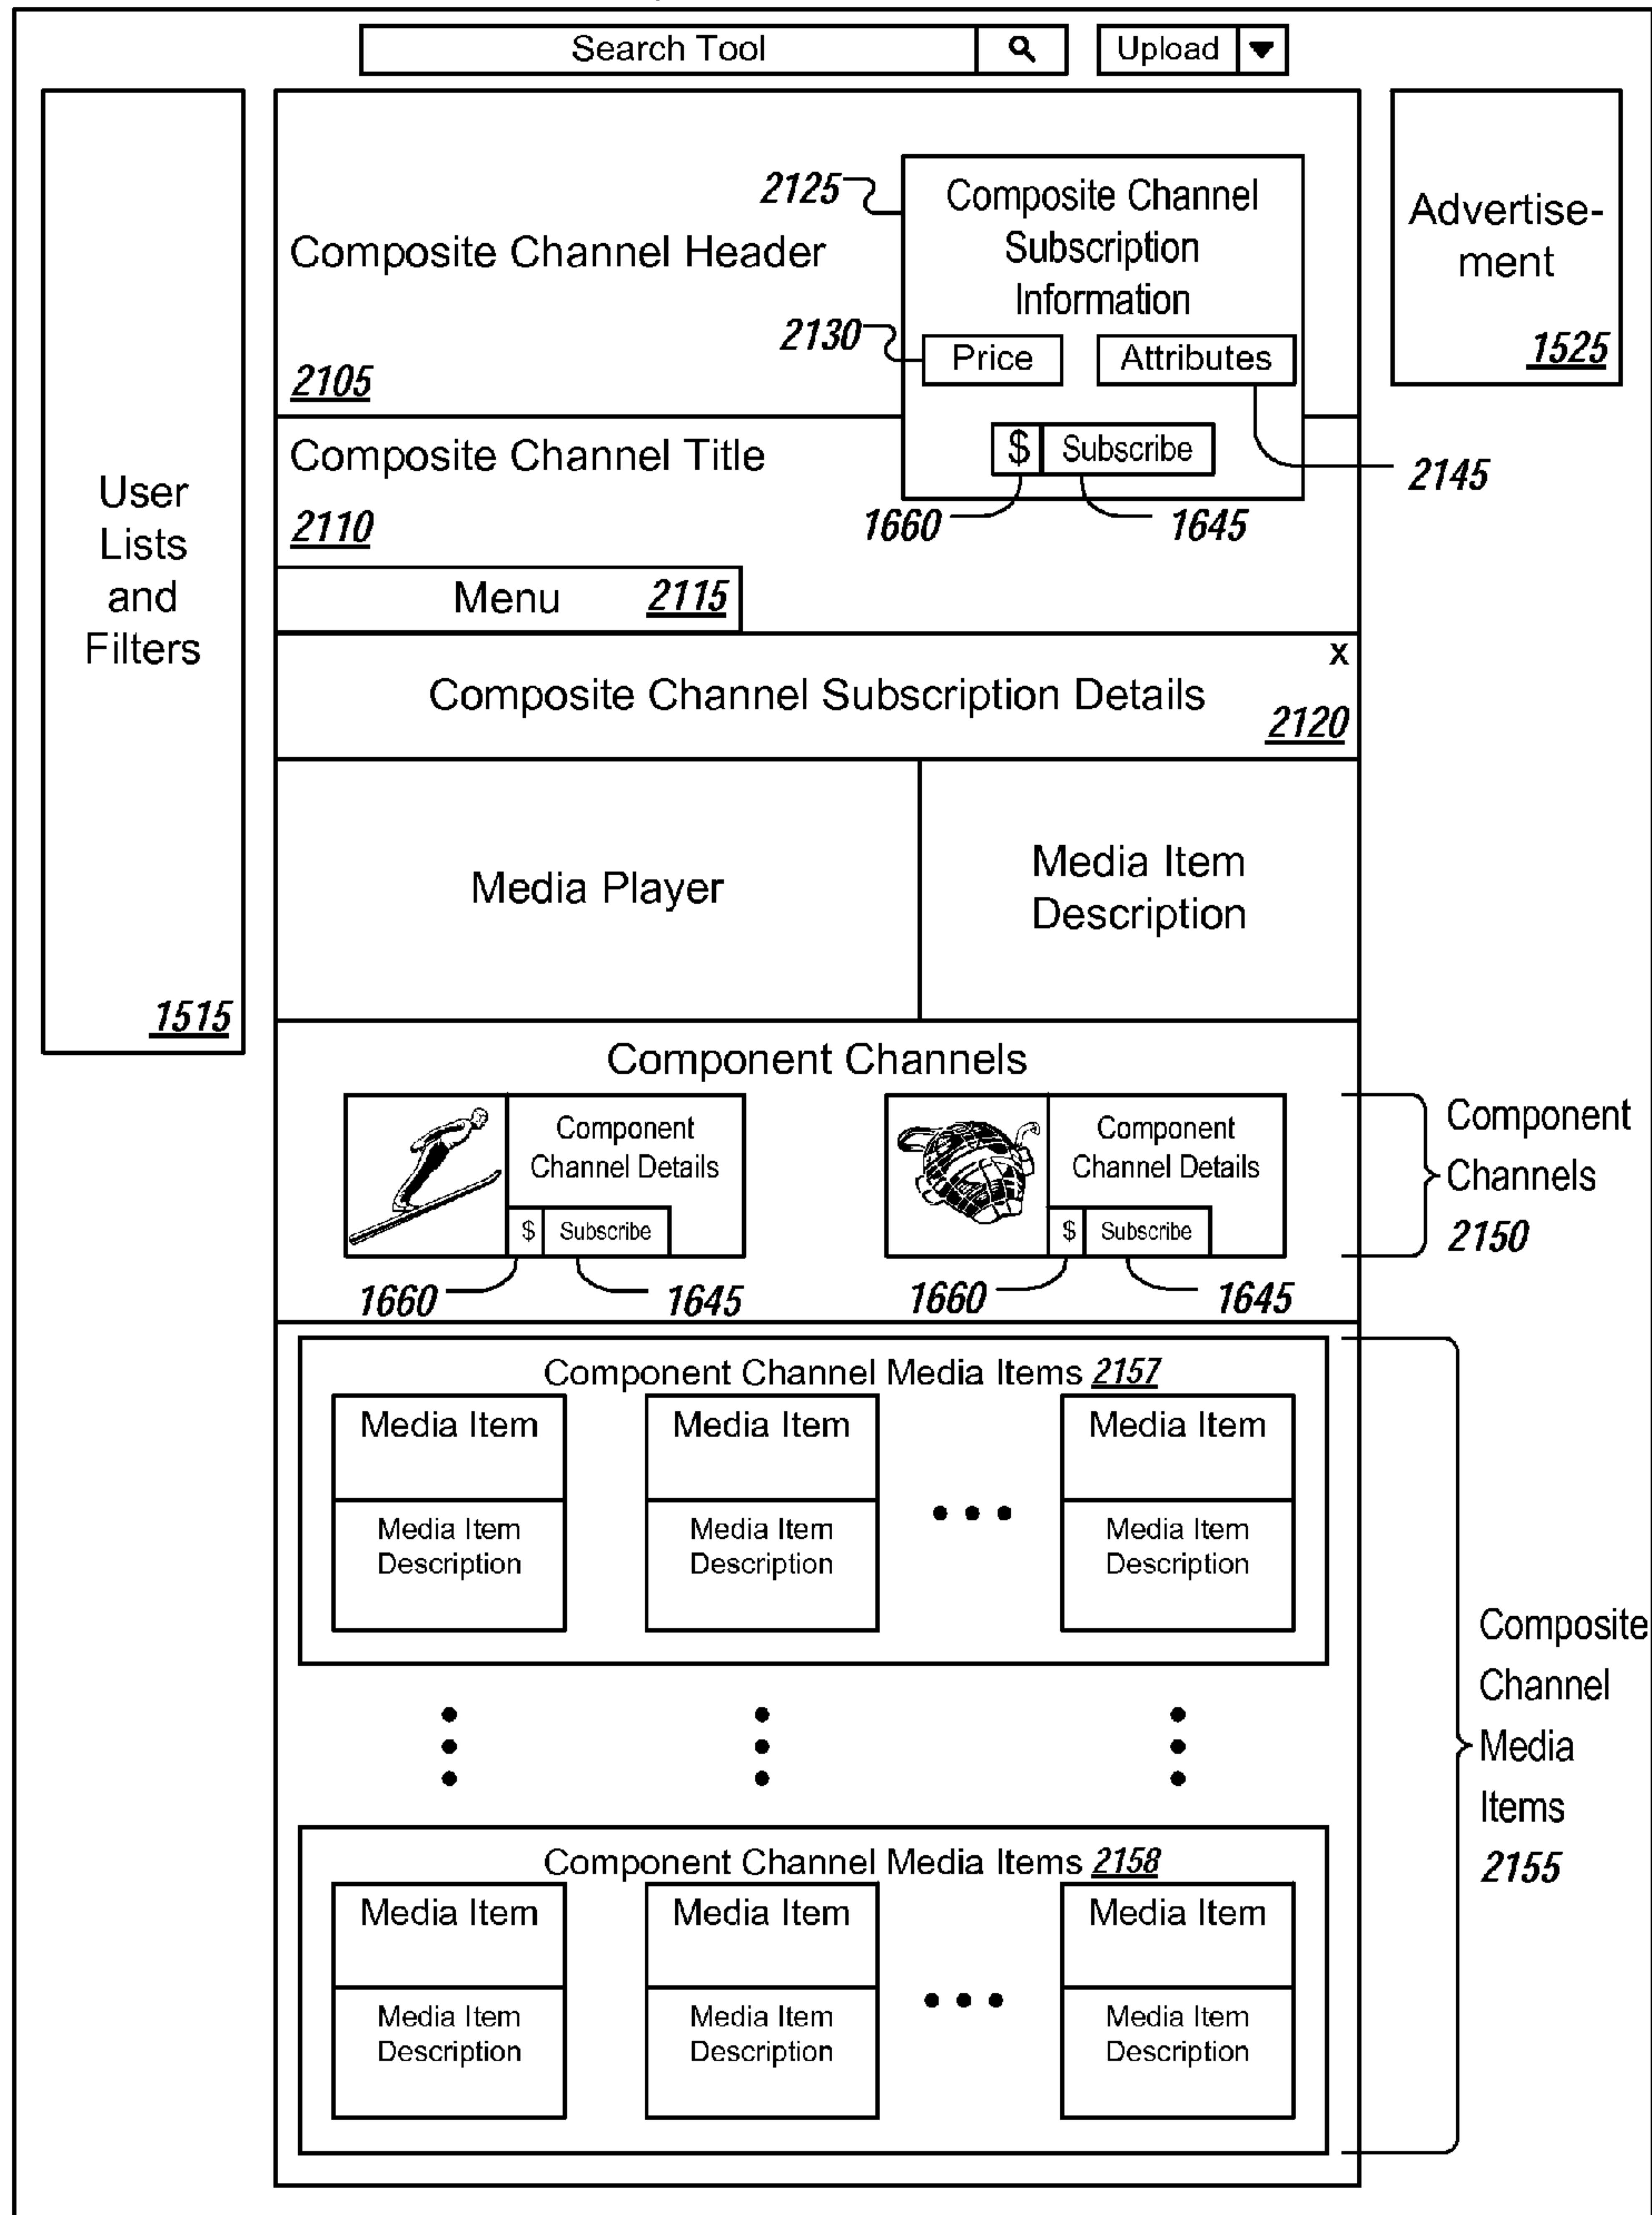 Search Tool
Upload
User
Lists
and
Filters
1515
Composite Channel Header
2105
2125
Composite Channel
Subscription
Information
2130
Price
Attributes
$
Subscribe
1660
1645
2145
Advertise-
ment
1525
Composite Channel Title
2110
Menu 2115
x
Composite Channel Subscription Details
2120
Media Player
Media Item
Description
Component Channels
Component
Channel Details
$
Subscribe
1660
1645
Component
Channel Details
$
Subscribe
1660
1645
Component
Channels
2150
Component Channel Media Items 2157
Media Item
Media Item
Description
Media Item
Media Item
Description
Media Item
Media Item
Description
Component Channel Media Items 2158
Media Item
Media Item
Description
Media Item
Media Item
Description
Media Item
Media Item
Description
Composite
Channel
Media
Items
2155